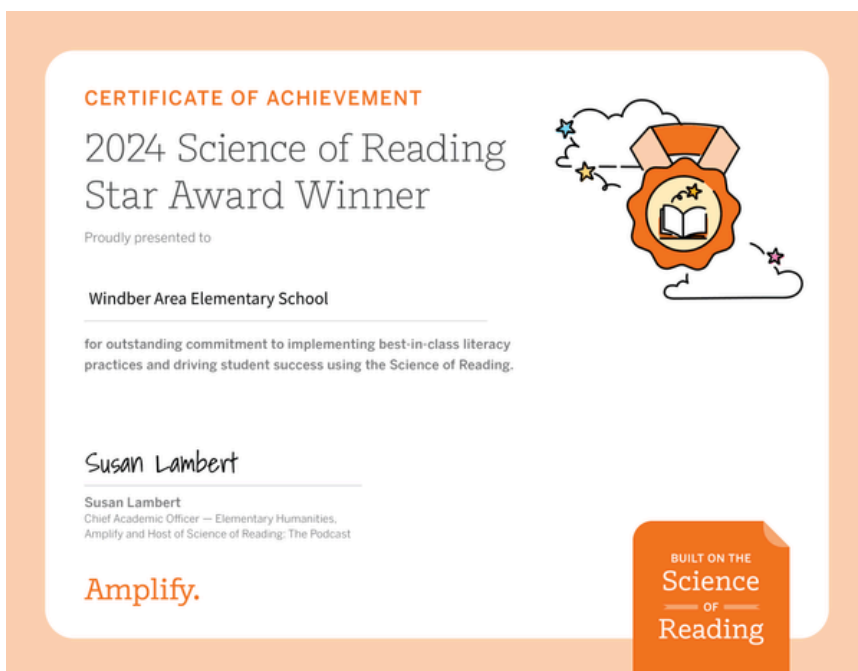 CERTIFICATE OF ACHIEVEMENT
2024 Science of Reading
Star Award Winner
Proudly presented to
Windber Area Elementary School
for outstanding commitment to implementing best-in-class literacy
practices and driving student success using the Science of Reading.
Susan Lambert
Susan Lambert
Chief Academic Officer — Elementary Humanities,
Amplify and Host of Science of Reading: The Podcast
Amplify.
BUILT ON THE
Science
OF
Reading